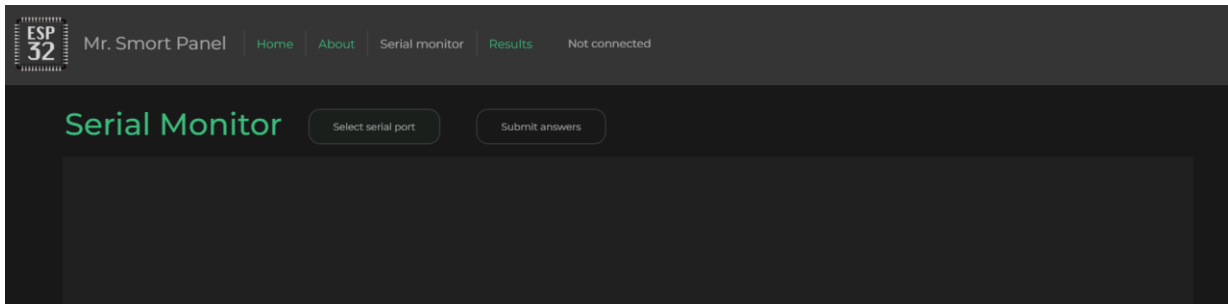 ESP
32
Mr. Smort Panel
Home
About
Serial monitor
Results
Not connected
Serial Monitor
Select serial port
Submit answers